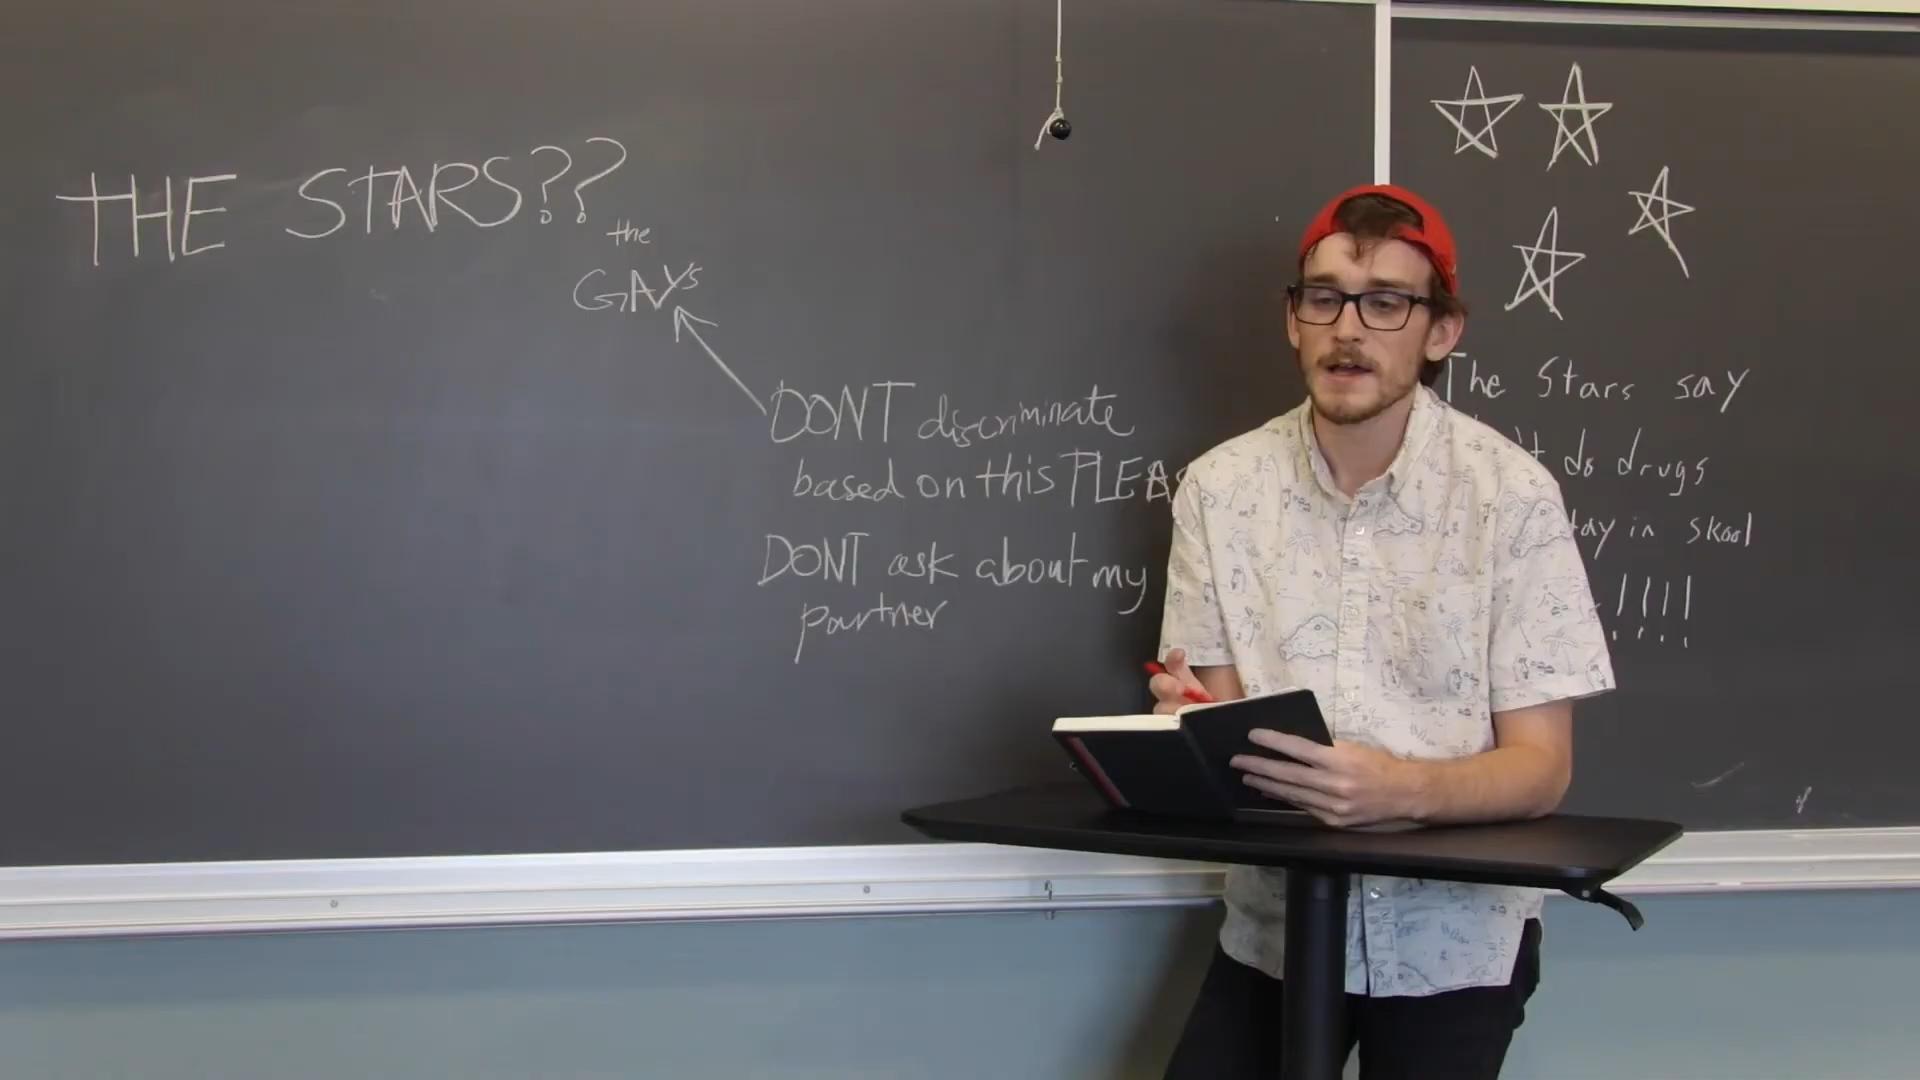 THE STARS??
the
GAYs
DONT discriminate
based on this PLEAS
DONT ask about my
partner
The Stars say
do drugs
in skool
!!!!